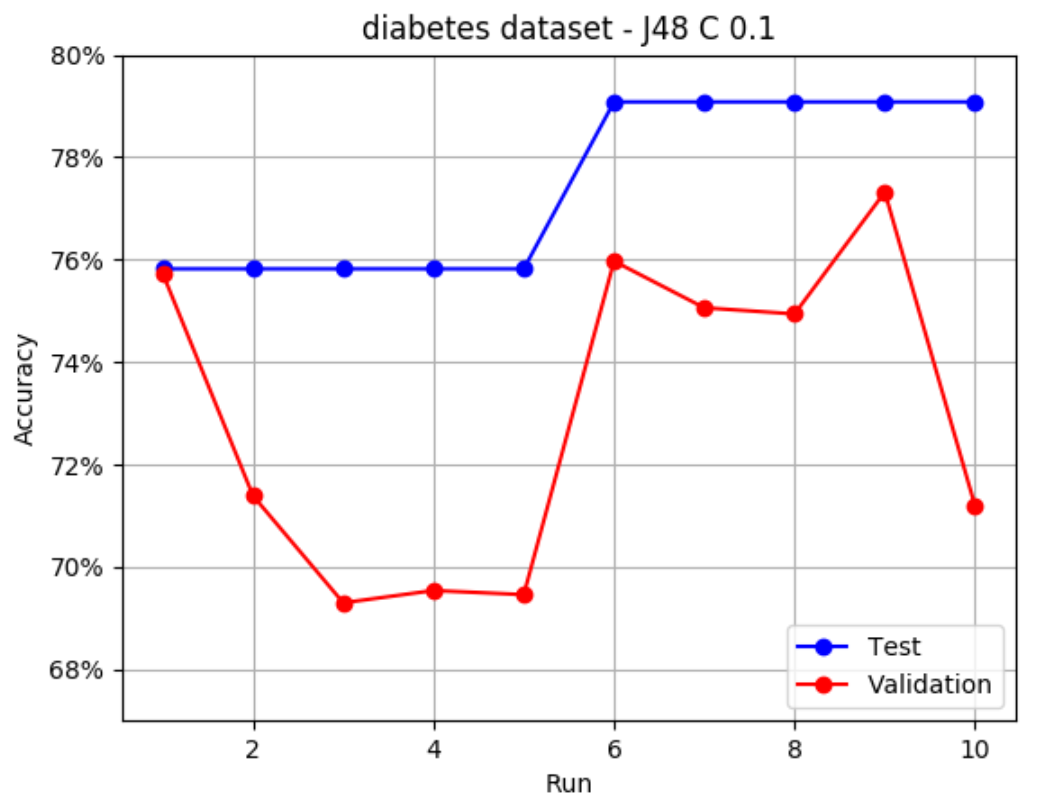 diabetes dataset - J48 C 0.1
80%
78%
76%
74%
72%
70%
68%
Accuracy
Test
Validation
2 4 6 8 10
Run